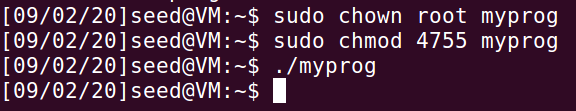 [09/02/20]seed@VM:~$ sudo chown root myprog
[09/02/20]seed@VM:~$ sudo chmod 4755 myprog
[09/02/20]seed@VM:~$ ./myprog
[09/02/20]seed@VM:~$